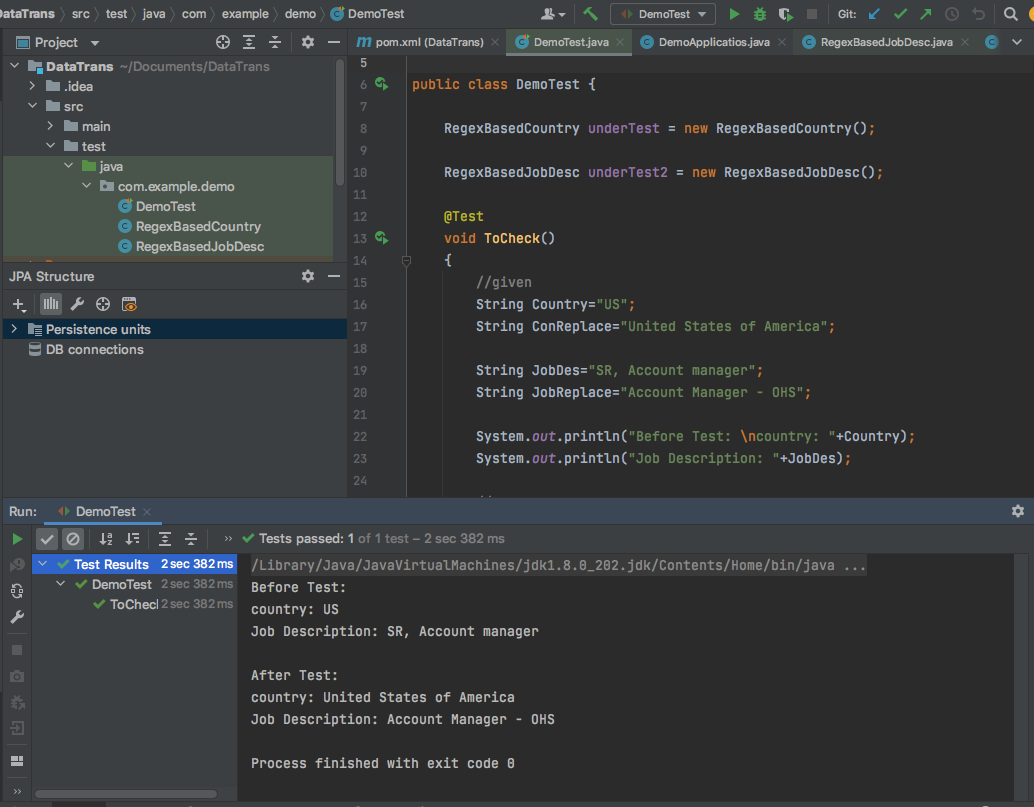 DataTrans src test java com example demo DemoTest DemoTest Git:
Project
pom.xml (DataTrans) DemoTest.java DemoApplicatios.java RegexBasedJobDesc.java
DataTrans ~/Documents/DataTrans
.idea
src
main
test
java
com.example.demo
DemoTest
RegexBasedCountry
RegexBasedJobDesc
JPA Structure
Persistence units
DB connections
5
6 public class DemoTest {
7
8 RegexBasedCountry underTest = new RegexBasedCountry();
9
10 RegexBasedJobDesc underTest2 = new RegexBasedJobDesc();
11
12 @Test
13 void ToCheck()
14 {
15 //given
16 String Country="US";
17 String ConReplace="United States of America";
18
19 String JobDes="SR, Account manager";
20 String JobReplace="Account Manager - OHS";
21
22 System.out.println("Before Test: \ncountry: "+Country);
23 System.out.println("Job Description: "+JobDes);
24
Run: DemoTest
Tests passed: 1 of 1 test – 2 sec 382 ms
Test Results 2 sec 382 ms
DemoTest 2 sec 382 ms
ToChec 2 sec 382 ms
/Library/Java/JavaVirtualMachines/jdk1.8.0_202.jdk/Contents/Home/bin/java ...
Before Test:
country: US
Job Description: SR, Account manager
After Test:
country: United States of America
Job Description: Account Manager - OHS
Process finished with exit code 0